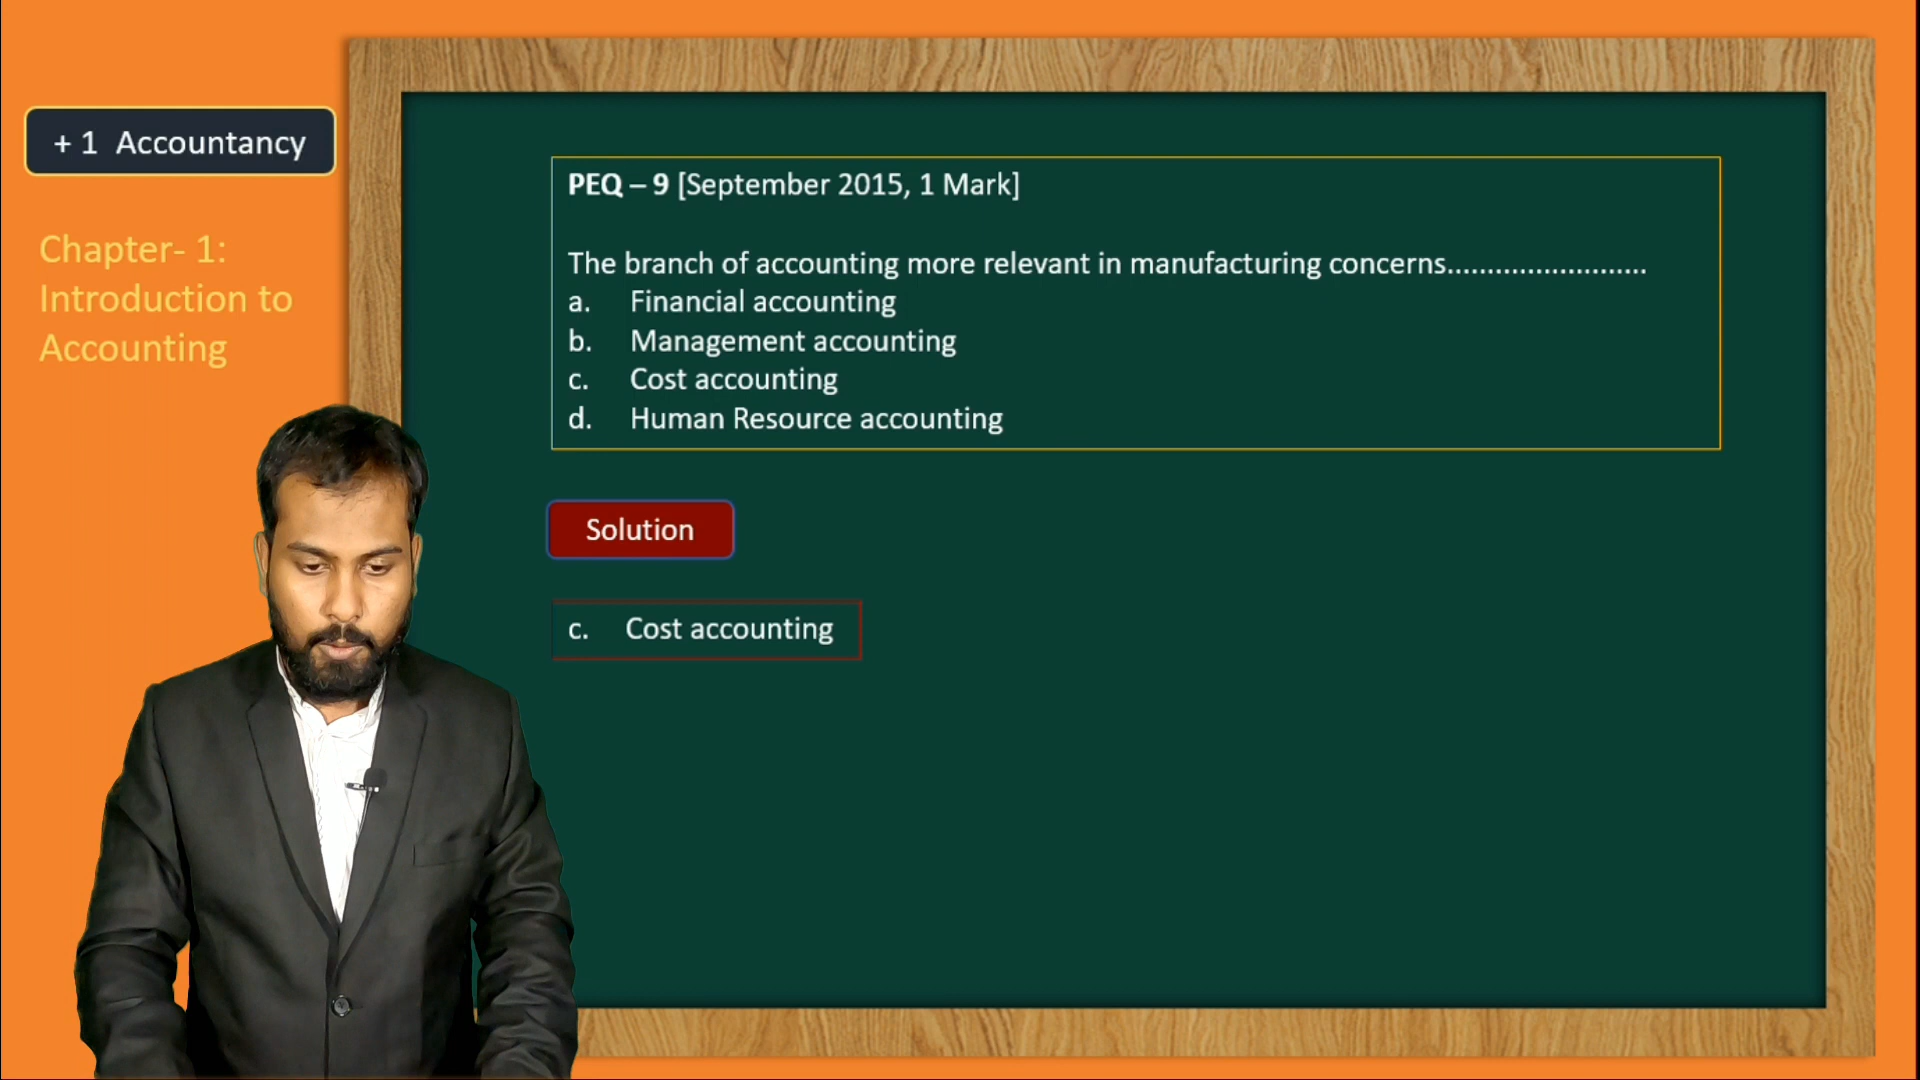 + 1 Accountancy
Chapter- 1:
Introduction to
Accounting
PEQ – 9 [September 2015, 1 Mark]
The branch of accounting more relevant in manufacturing concerns.........................
a. Financial accounting
b. Management accounting
c. Cost accounting
d. Human Resource accounting
Solution
c. Cost accounting